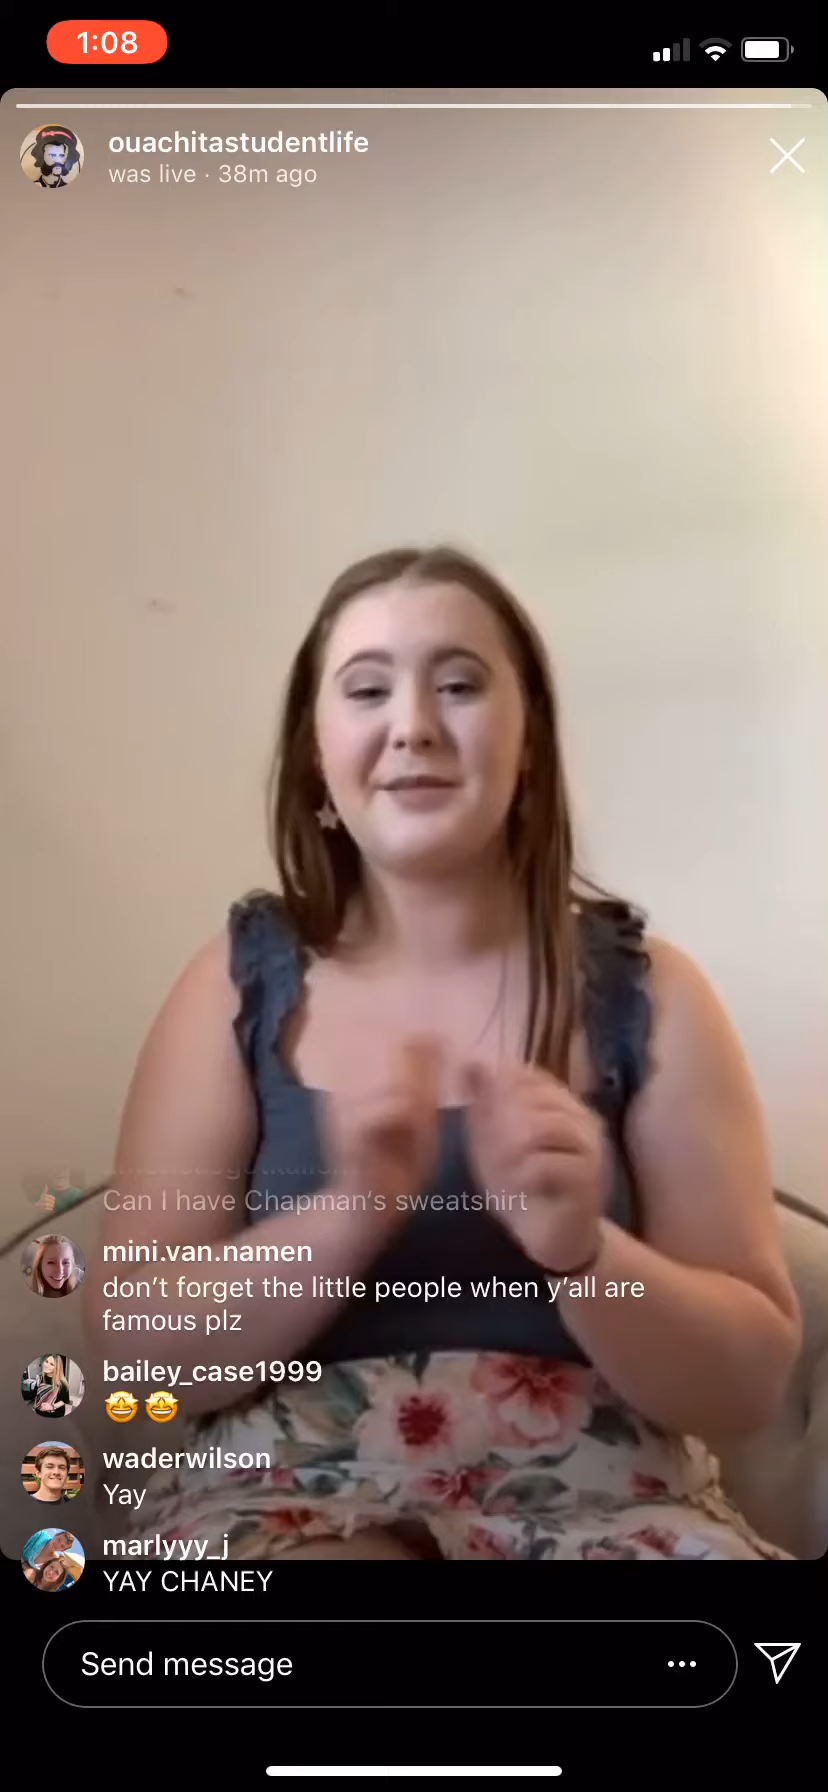 1:08
ouachitastudentlife
was live · 38m ago
Can I have Chapman's sweatshirt
mini.van.namen
don't forget the little people when y'all are
famous plz
bailey_case1999
🤩🤩
waderwilson
Yay
marlyyy_j
YAY CHANEY
Send message